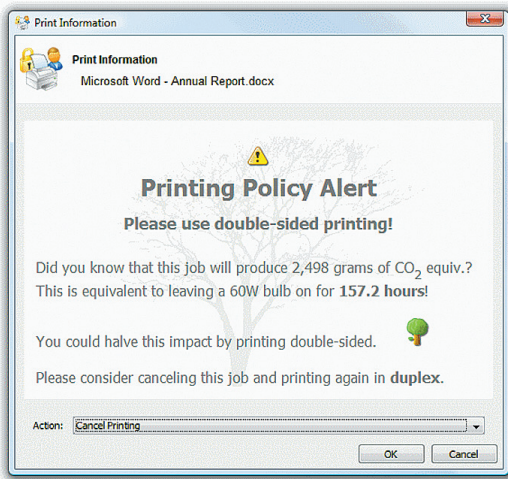 Print Information
Print Information
Microsoft Word - Annual Report.docx
Printing Policy Alert
Please use double-sided printing!
Did you know that this job will produce 2,498 grams of CO₂ equiv.?
This is equivalent to leaving a 60W bulb on for 157.2 hours!
You could halve this impact by printing double-sided.
Please consider canceling this job and printing again in duplex.
Action: Cancel Printing
OK Cancel